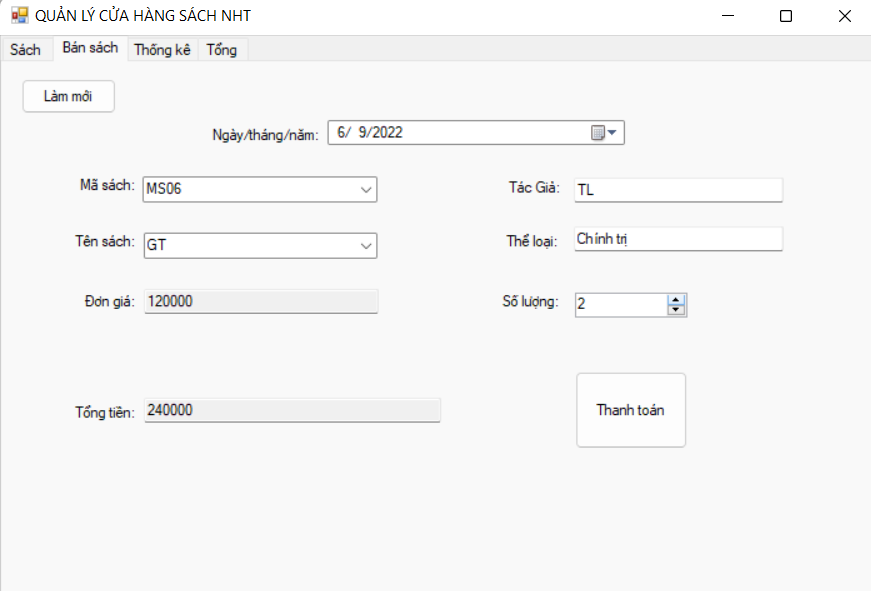 QUẢN LÝ CỬA HÀNG SÁCH NHT
Sách Bán sách Thống kê Tổng
Làm mới
Ngày/tháng/năm: 6/ 9/2022
Mã sách: MS06 Tác Giả: TL
Tên sách: GT Thể loại: Chính trị
Đơn giá: 120000 Số lượng: 2
Tổng tiền: 240000 Thanh toán